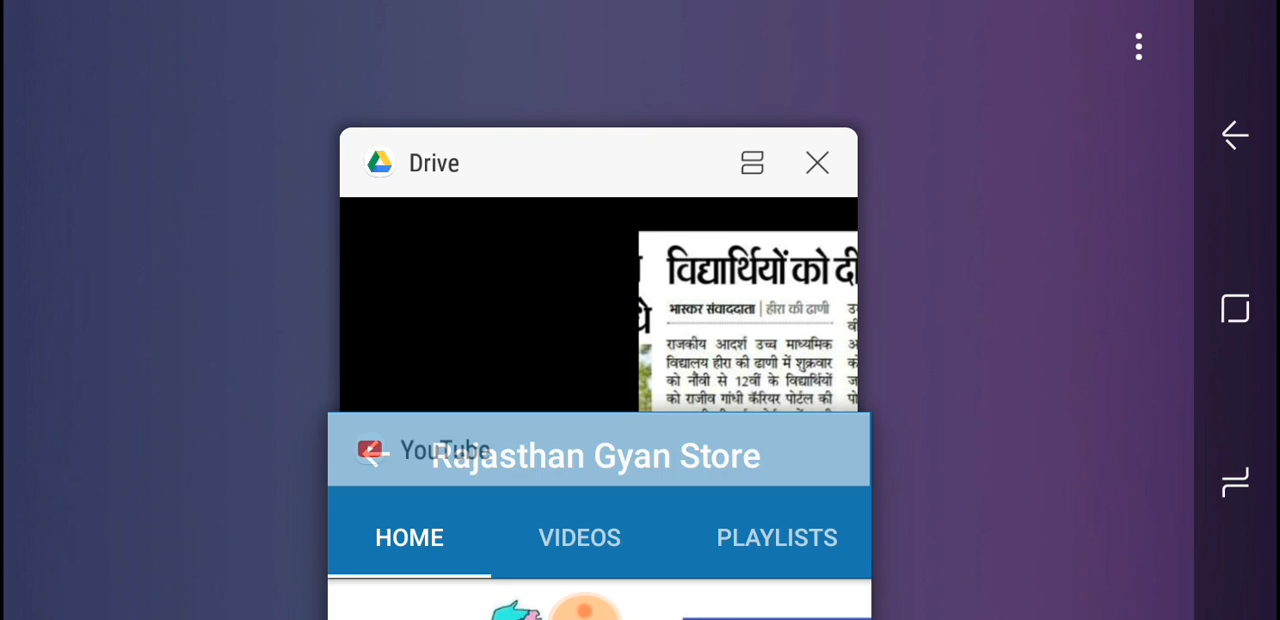 Drive
विद्यार्थियों को दी
भास्कर संवाददाता | हीरा की ढाणी
राजकीय आदर्श उच्च माध्यमिक
विद्यालय हीरा की ढाणी में शुक्रवार
को नौंवी से 12वीं के विद्यार्थियों
को राजीव गांधी कॅरियर पोर्टल की
YouTube
Rajasthan Gyan Store
HOME
VIDEOS
PLAYLISTS